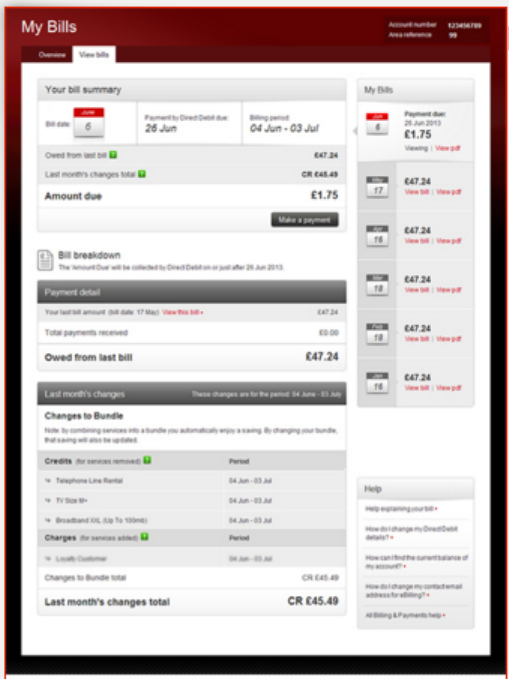 My Bills
Account number 123456789
Area reference 99
Overview
View bills
Your bill summary
Bill date:
June
6
Payment by Direct Debit due:
26 Jun
Billing period
04 Jun - 03 Jul
Owed from last bill ? £47.24
Last month's changes total ? CR £45.49
Amount due £1.75
Make a payment
Bill breakdown
The 'Amount Due' will be collected by Direct Debit on or just after 26 Jun 2013.
Payment detail
Your last bill amount (bill date: 17 May) View this bill £47.24
Total payments received £0.00
Owed from last bill £47.24
Last month's changes These changes are for the period: 04 June - 03 July
Changes to Bundle
Note: by combining services into a bundle you automatically enjoy a saving. By changing your bundle,
that saving will also be updated.
Credits (for services removed) ? Period
Telephone Line Rental 04 Jun - 03 Jul
TV Size M+ 04 Jun - 03 Jul
Broadband XXL (Up To 100mb) 04 Jun - 03 Jul
Charges (for services added) ? Period
Loyalty Customer 04 Jun - 03 Jul
Changes to Bundle total CR £45.49
Last month's changes total CR £45.49
My Bills
Jun
6
Payment due:
26 Jun 2013
£1.75
Viewing | View pdf
May
17
£47.24
View bill | View pdf
Apr
16
£47.24
View bill | View pdf
Mar
18
£47.24
View bill | View pdf
Feb
18
£47.24
View bill | View pdf
Jan
16
£47.24
View bill | View pdf
Help
Help explaining your bill
How do I change my Direct Debit
details?
How can I find the current balance of
my account?
How do I change my contact email
address for eBilling?
All Billing & Payments help